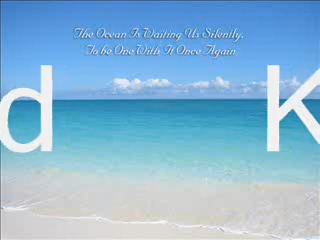 The Ocean Is Waiting Us Silently,
To be One With It Once Again
d K